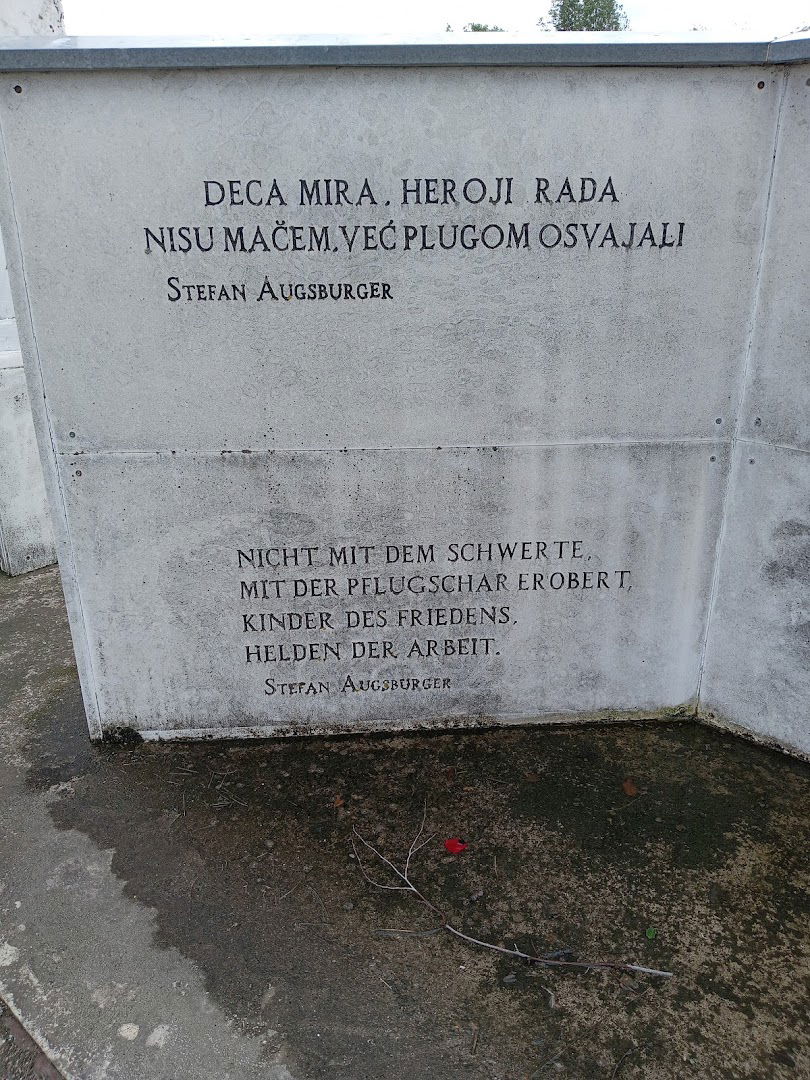 DECA MIRA, HEROJI RADA
NISU MAČEM, VEĆ PLUGOM OSVAJALI
STEFAN AUGSBURGER
NICHT MIT DEM SCHWERTE,
MIT DER PFLUGSCHAR EROBERT,
KINDER DES FRIEDENS,
HELDEN DER ARBEIT.
STEFAN AUGSBURGER